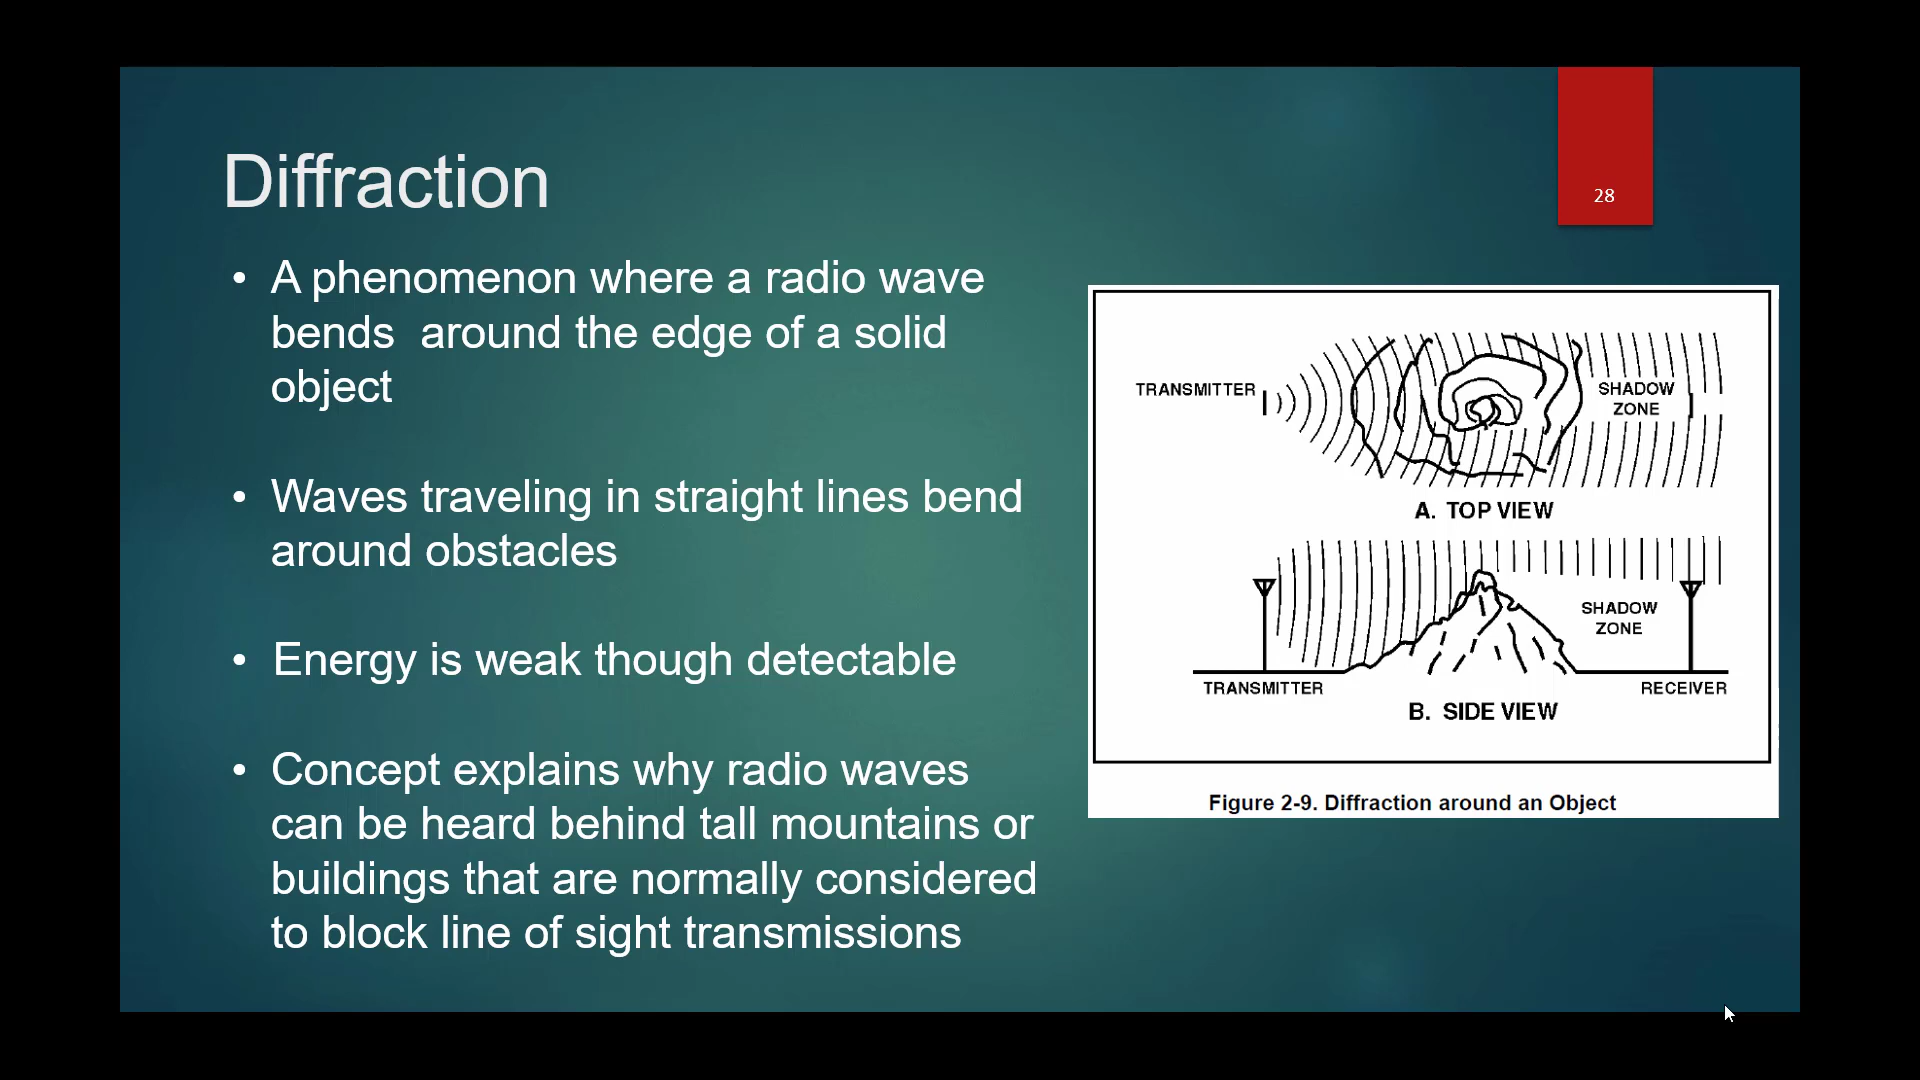 28
Diffraction
• A phenomenon where a radio wave
bends  around the edge of a solid
object
• Waves traveling in straight lines bend
around obstacles
• Energy is weak though detectable
• Concept explains why radio waves
can be heard behind tall mountains or
buildings that are normally considered
to block line of sight transmissions
TRANSMITTER
SHADOW
ZONE
A. TOP VIEW
SHADOW
ZONE
TRANSMITTER
RECEIVER
B. SIDE VIEW
Figure 2-9. Diffraction around an Object